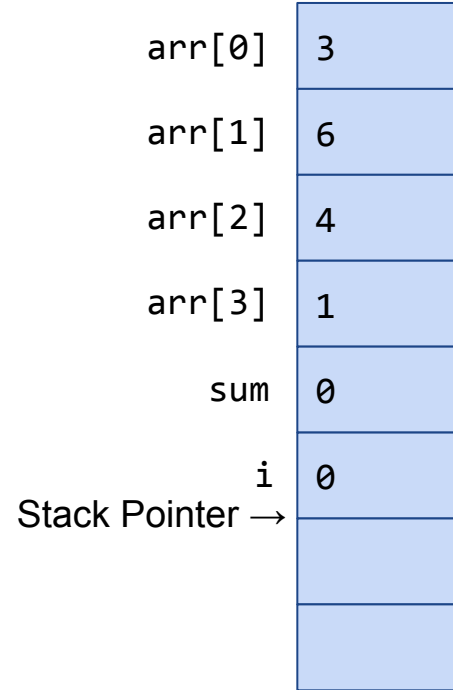 arr[0] 3
arr[1] 6
arr[2] 4
arr[3] 1
sum 0
i 0
Stack Pointer →